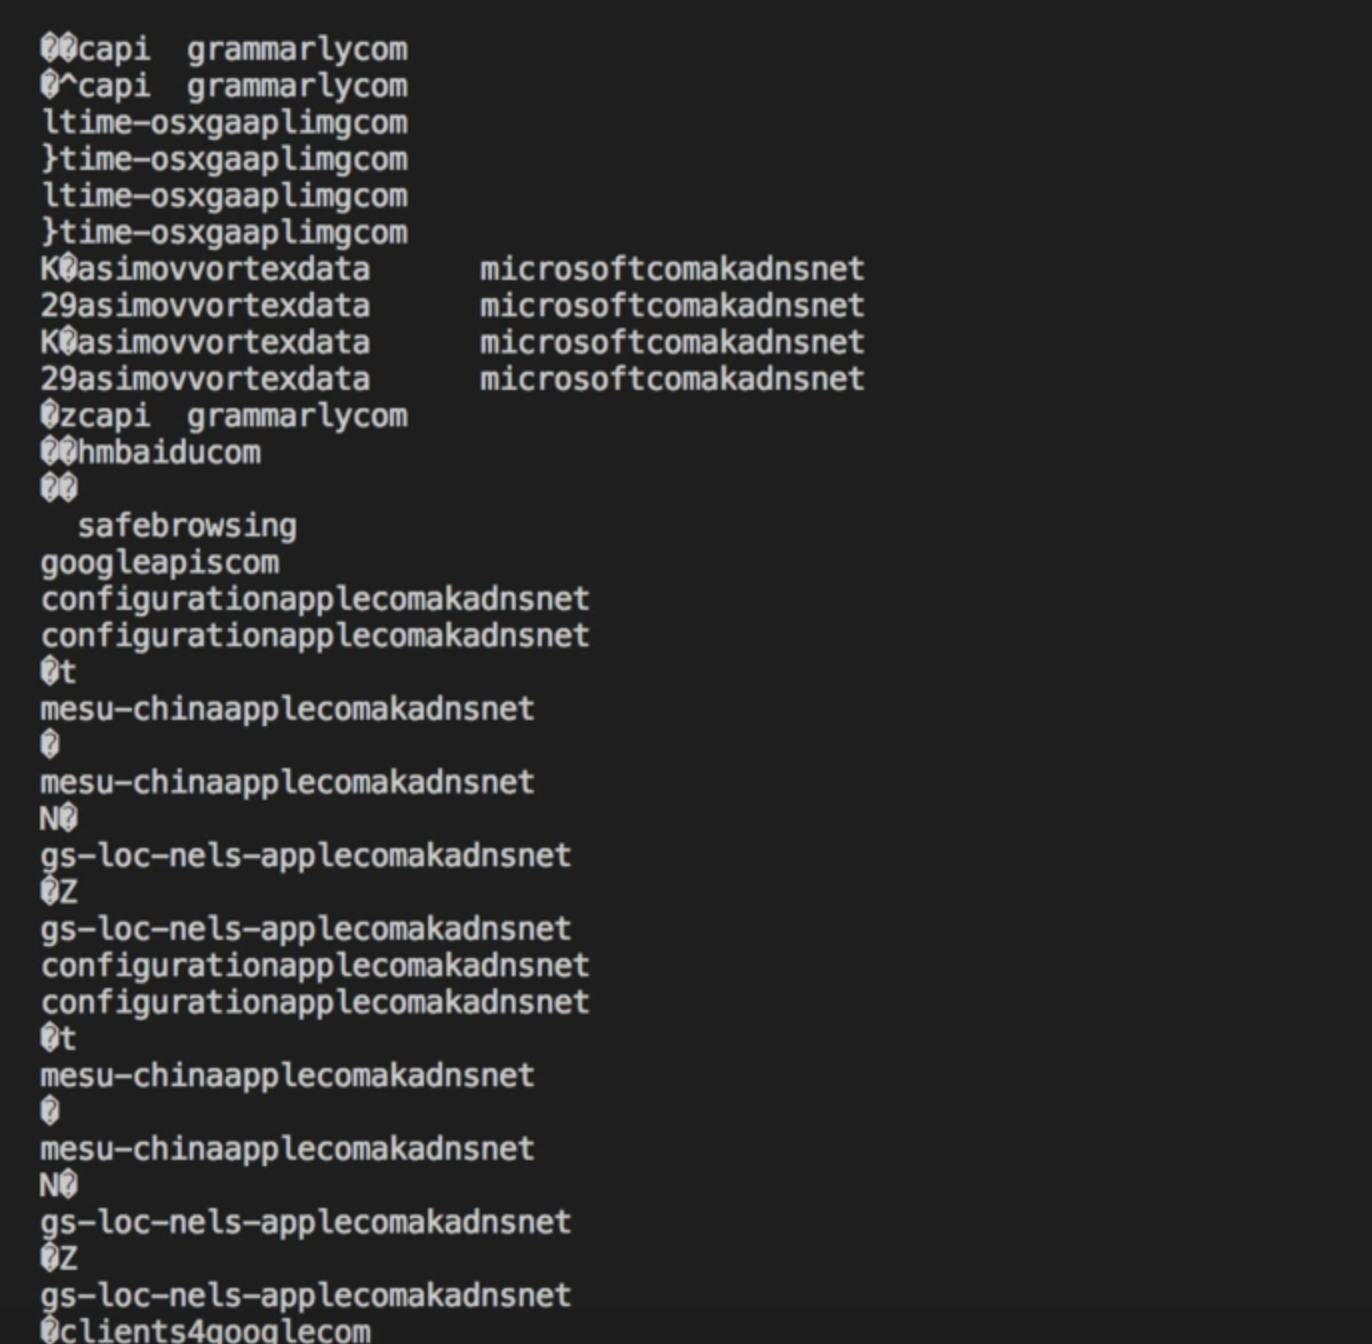 ��capi  grammarlycom
�^capi  grammarlycom
ltime-osxgaaplimgcom
}time-osxgaaplimgcom
ltime-osxgaaplimgcom
}time-osxgaaplimgcom
K�asimovvortexdata      microsoftcomakadnsnet
29asimovvortexdata      microsoftcomakadnsnet
K�asimovvortexdata      microsoftcomakadnsnet
29asimovvortexdata      microsoftcomakadnsnet
�zcapi  grammarlycom
��hmbaiducom
��
  safebrowsing
googleapiscom
configurationapplecomakadnsnet
configurationapplecomakadnsnet
�t
mesu-chinaapplecomakadnsnet
�
mesu-chinaapplecomakadnsnet
N�
gs-loc-nels-applecomakadnsnet
�Z
gs-loc-nels-applecomakadnsnet
configurationapplecomakadnsnet
configurationapplecomakadnsnet
�t
mesu-chinaapplecomakadnsnet
�
mesu-chinaapplecomakadnsnet
N�
gs-loc-nels-applecomakadnsnet
�Z
gs-loc-nels-applecomakadnsnet
�clients4googlecom